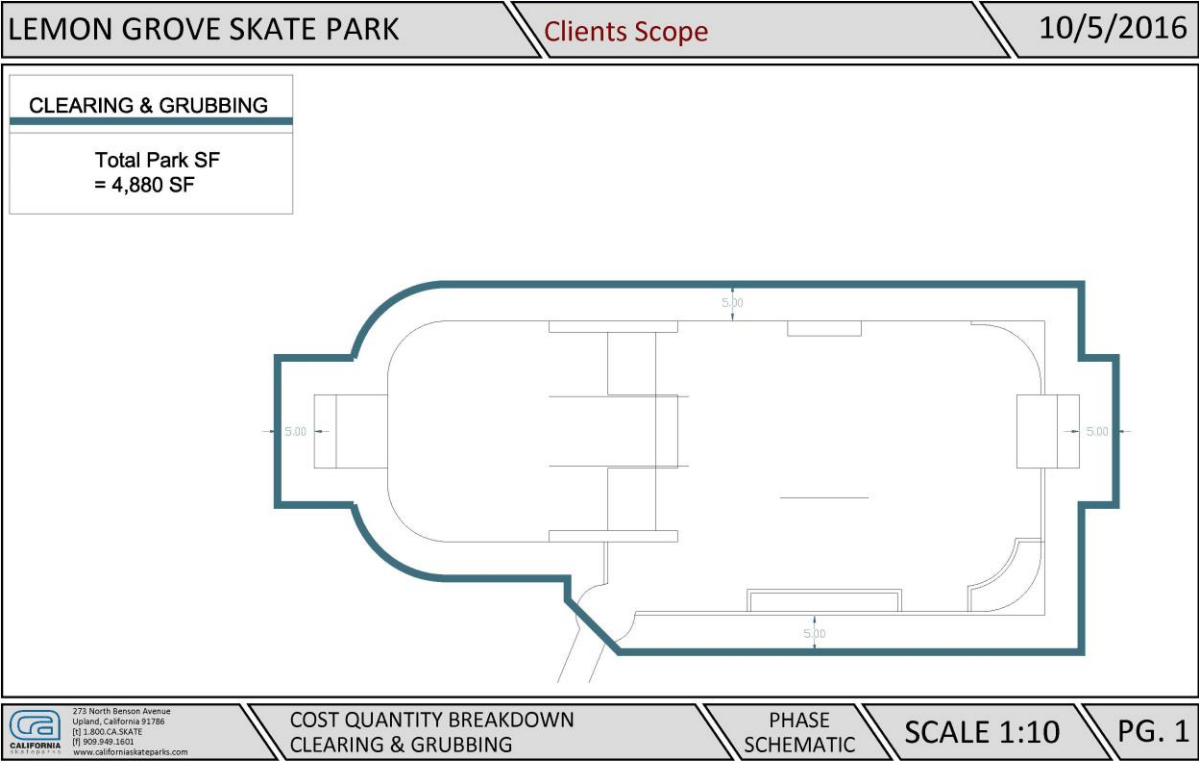 LEMON GROVE SKATE PARK
Clients Scope
10/5/2016
CLEARING & GRUBBING
Total Park SF
= 4,880 SF
5.00
5.00
5.00
5.00
ca
CALIFORNIA
skateparks
273 North Benson Avenue
Upland, California 91786
[t] 1.800.CA.SKATE
[f] 909.949.1601
www.californiaskateparks.com
COST QUANTITY BREAKDOWN
CLEARING & GRUBBING
PHASE
SCHEMATIC
SCALE 1:10
PG. 1